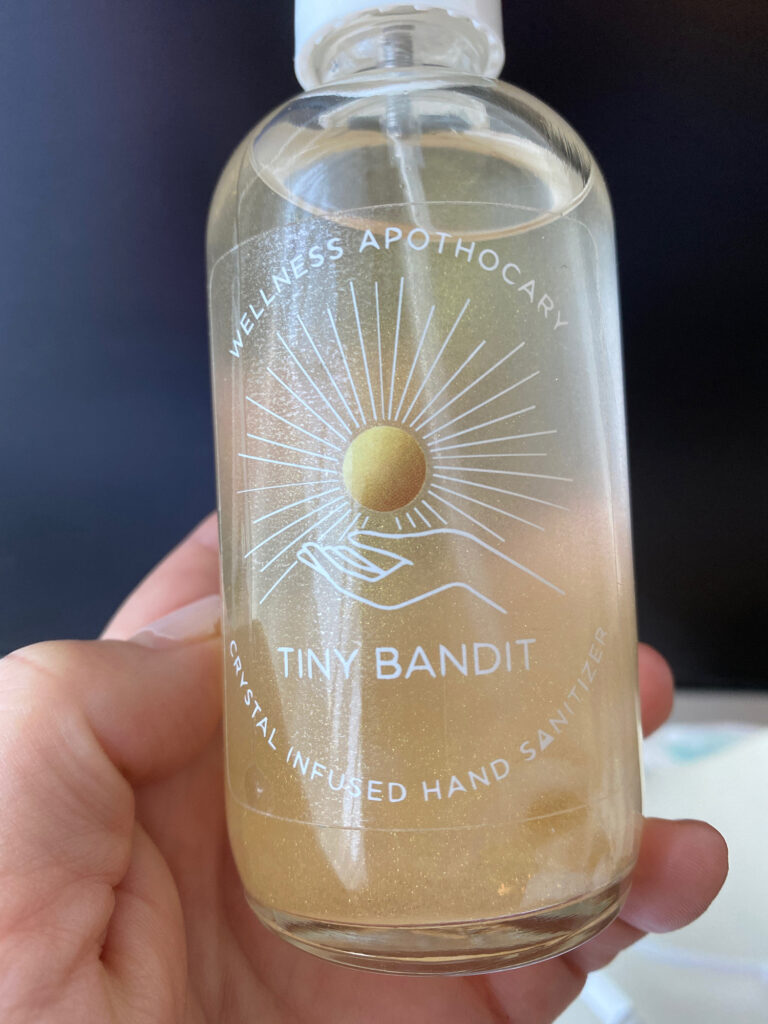 WELLNESS APOTHOCARY
TINY BANDIT
CRYSTAL INFUSED HAND SANITIZER